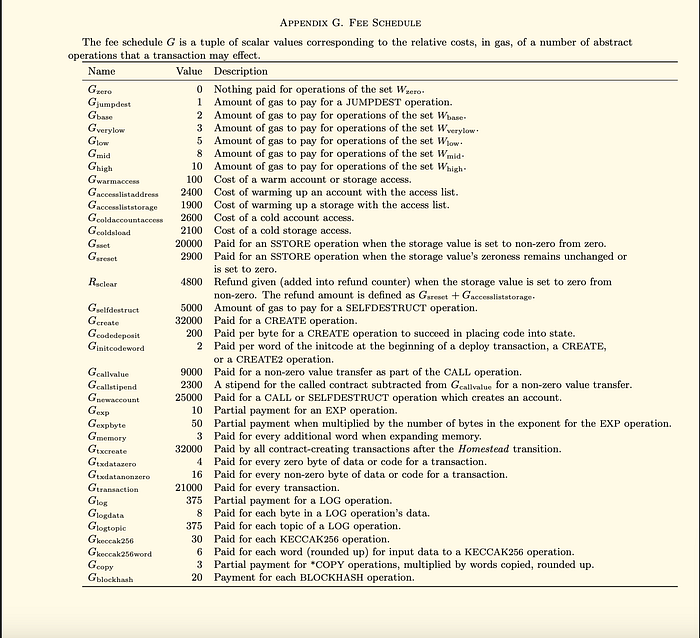 APPENDIX G. FEE SCHEDULE
The fee schedule G is a tuple of scalar values corresponding to the relative costs, in gas, of a number of abstract
operations that a transaction may effect.
Name Value Description
Gzero 0 Nothing paid for operations of the set Wzero.
Gjumpdest 1 Amount of gas to pay for a JUMPDEST operation.
Gbase 2 Amount of gas to pay for operations of the set Wbase.
Gverylow 3 Amount of gas to pay for operations of the set Wverylow.
Glow 5 Amount of gas to pay for operations of the set Wlow.
Gmid 8 Amount of gas to pay for operations of the set Wmid.
Ghigh 10 Amount of gas to pay for operations of the set Whigh.
Gwarmaccess 100 Cost of a warm account or storage access.
Gaccesslistaddress 2400 Cost of warming up an account with the access list.
Gaccessliststorage 1900 Cost of warming up a storage with the access list.
Gcoldaccountaccess 2600 Cost of a cold account access.
Gcoldsload 2100 Cost of a cold storage access.
Gsset 20000 Paid for an SSTORE operation when the storage value is set to non-zero from zero.
Gsreset 2900 Paid for an SSTORE operation when the storage value's zeroness remains unchanged or
is set to zero.
Rsclear 4800 Refund given (added into refund counter) when the storage value is set to zero from
non-zero. The refund amount is defined as Gsreset + Gaccessliststorage.
Gselfdestruct 5000 Amount of gas to pay for a SELFDESTRUCT operation.
Gcreate 32000 Paid for a CREATE operation.
Gcodedeposit 200 Paid per byte for a CREATE operation to succeed in placing code into state.
Ginitcodeword 2 Paid per word of the initcode at the beginning of a deploy transaction, a CREATE,
or a CREATE2 operation.
Gcallvalue 9000 Paid for a non-zero value transfer as part of the CALL operation.
Gcallstipend 2300 A stipend for the called contract subtracted from Gcallvalue for a non-zero value transfer.
Gnewaccount 25000 Paid for a CALL or SELFDESTRUCT operation which creates an account.
Gexp 10 Partial payment for an EXP operation.
Gexpbyte 50 Partial payment when multiplied by the number of bytes in the exponent for the EXP operation.
Gmemory 3 Paid for every additional word when expanding memory.
Gtxcreate 32000 Paid by all contract-creating transactions after the Homestead transition.
Gtxdatazero 4 Paid for every zero byte of data or code for a transaction.
Gtxdatanonzero 16 Paid for every non-zero byte of data or code for a transaction.
Gtransaction 21000 Paid for every transaction.
Glog 375 Partial payment for a LOG operation.
Glogdata 8 Paid for each byte in a LOG operation's data.
Glogtopic 375 Paid for each topic of a LOG operation.
Gkeccak256 30 Paid for each KECCAK256 operation.
Gkeccak256word 6 Paid for each word (rounded up) for input data to a KECCAK256 operation.
Gcopy 3 Partial payment for *COPY operations, multiplied by words copied, rounded up.
Gblockhash 20 Payment for each BLOCKHASH operation.